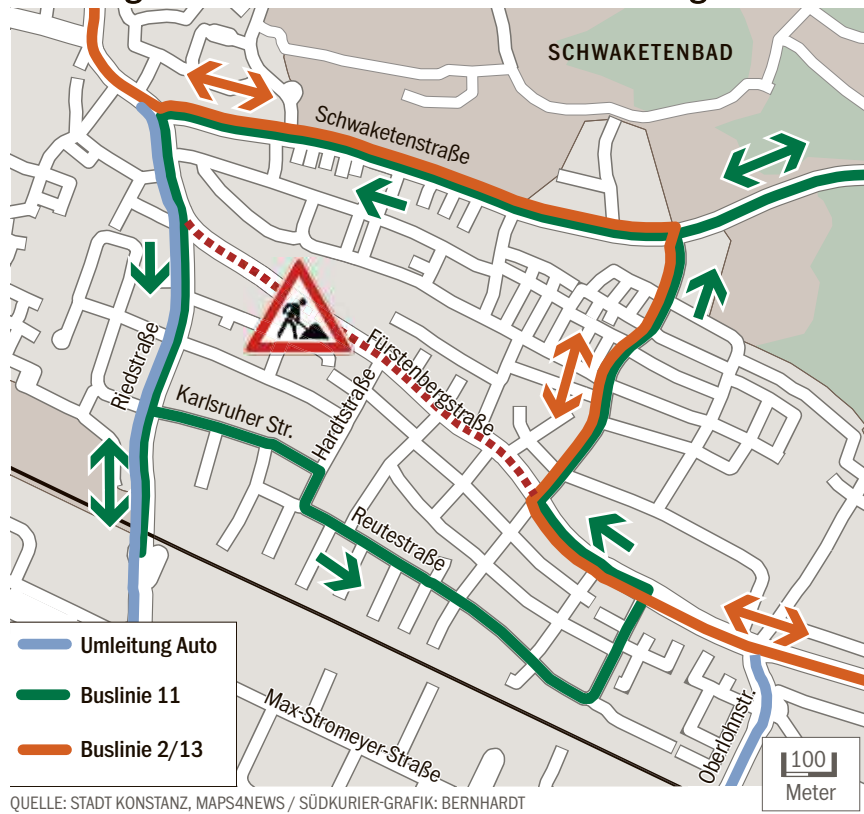 SCHWAKETENBAD
Schwaketenstraße
Riedstraße
Fürstenbergstraße
Karlsruher Str.
Hardtstraße
Reutestraße
Umleitung Auto
Buslinie 11
Buslinie 2/13
Max-Stromeyer-Straße
Oberlohnstr.
100
Meter
QUELLE: STADT KONSTANZ, MAPS4NEWS / SÜDKURIER-GRAFIK: BERNHARDT